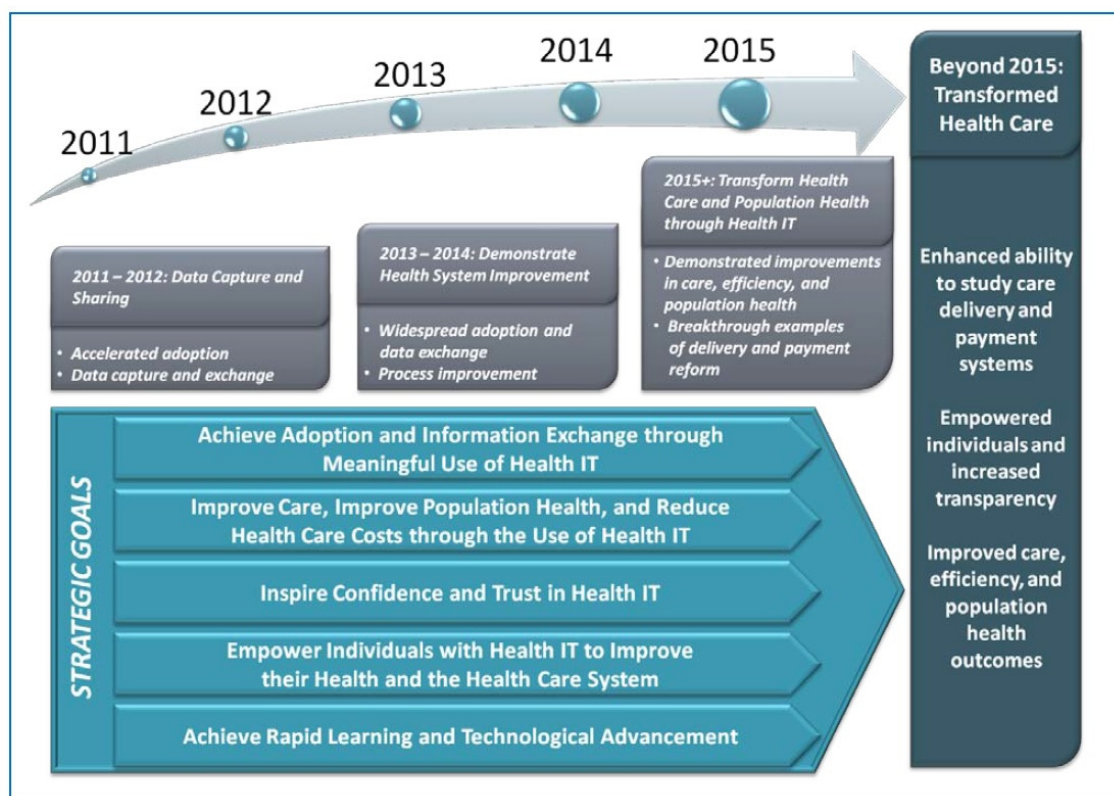 2011
2012
2013
2014
2015
Beyond 2015:
Transformed
Health Care
2011 – 2012: Data Capture and
Sharing
• Accelerated adoption
• Data capture and exchange
2013 – 2014: Demonstrate
Health System Improvement
• Widespread adoption and
data exchange
• Process improvement
2015+: Transform Health
Care and Population Health
through Health IT
• Demonstrated improvements
in care, efficiency, and
population health
• Breakthrough examples
of delivery and payment
reform
STRATEGIC GOALS
Achieve Adoption and Information Exchange through
Meaningful Use of Health IT
Improve Care, Improve Population Health, and Reduce
Health Care Costs through the Use of Health IT
Inspire Confidence and Trust in Health IT
Empower Individuals with Health IT to Improve
their Health and the Health Care System
Achieve Rapid Learning and Technological Advancement
Enhanced ability
to study care
delivery and
payment
systems
Empowered
individuals and
increased
transparency
Improved care,
efficiency, and
population
health
outcomes